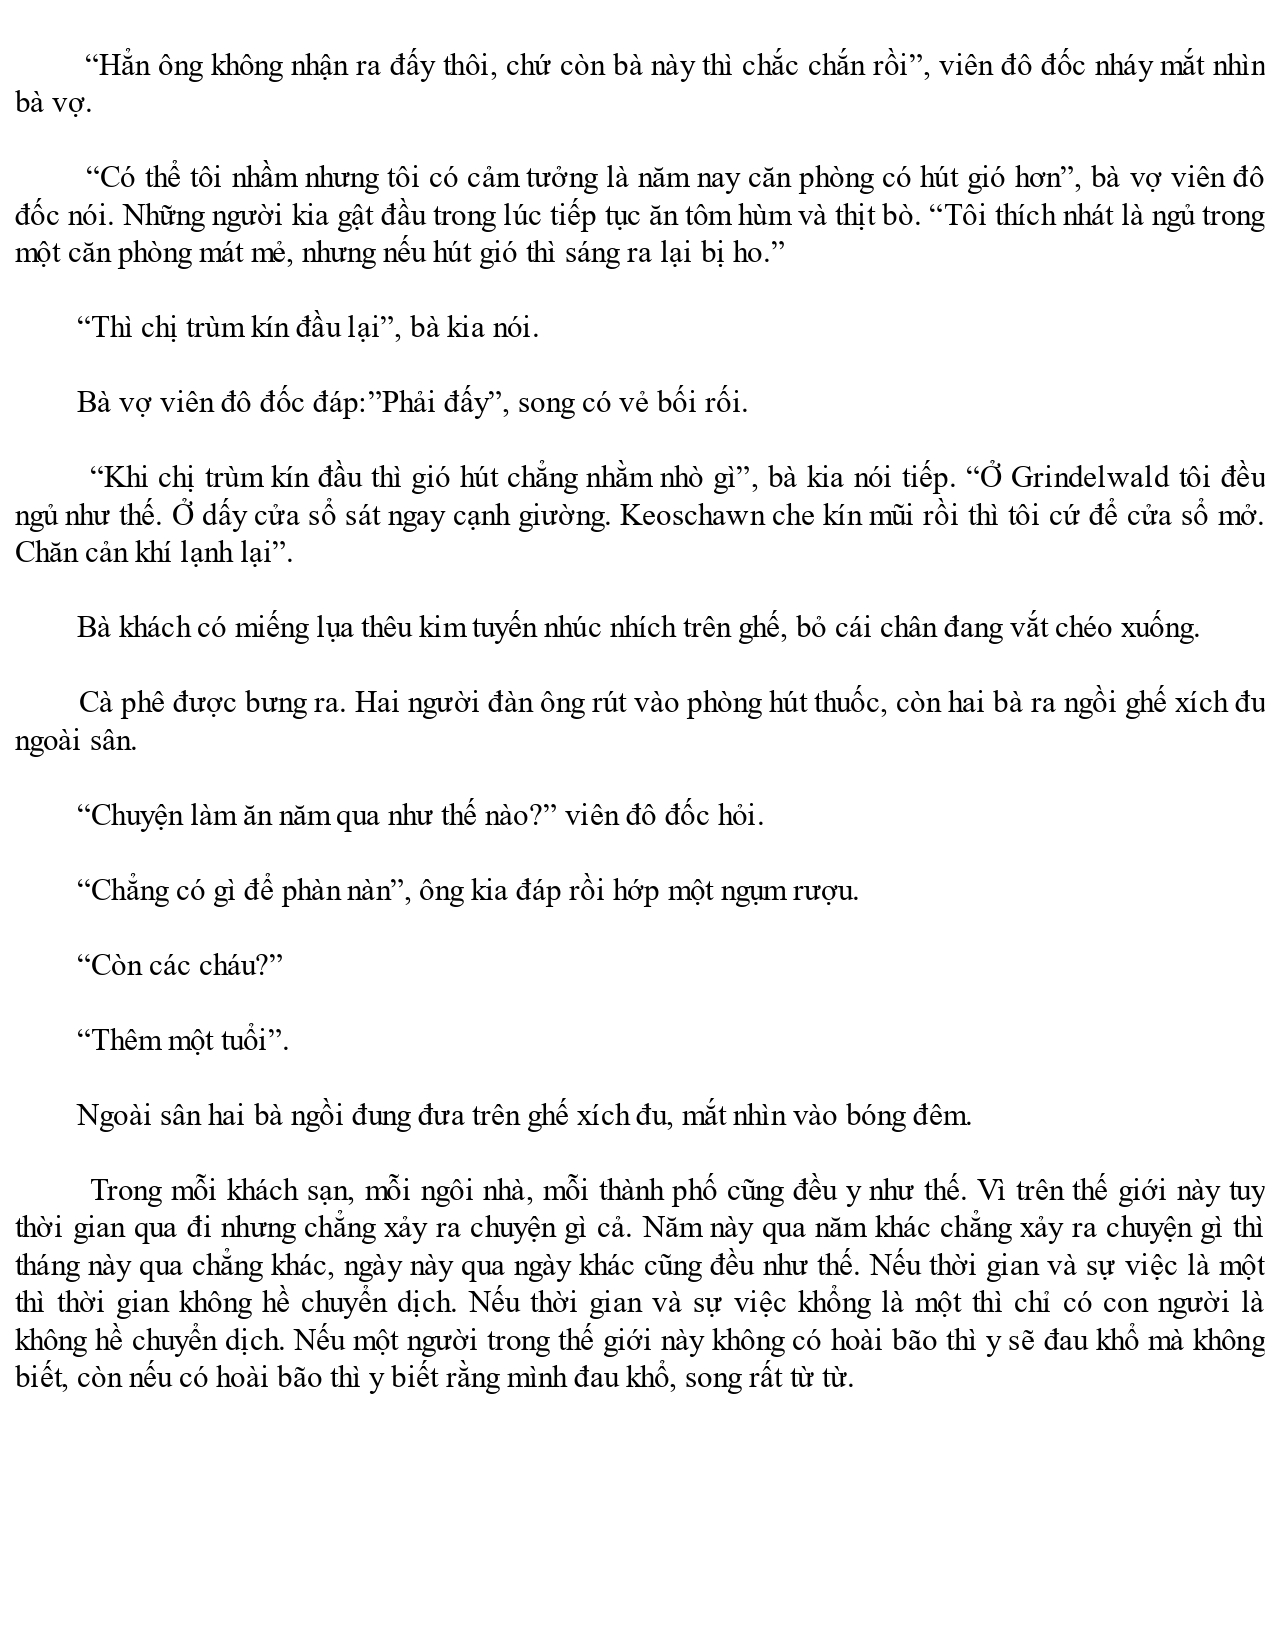 “Hẳn ông không nhận ra đấy thôi, chứ còn bà này thì chắc chắn rồi”, viên đô đốc nháy mắt nhìn
bà vợ.
“Có thể tôi nhầm nhưng tôi có cảm tưởng là năm nay căn phòng có hút gió hơn”, bà vợ viên đô
đốc nói. Những người kia gật đầu trong lúc tiếp tục ăn tôm hùm và thịt bò. “Tôi thích nhát là ngủ trong
một căn phòng mát mẻ, nhưng nếu hút gió thì sáng ra lại bị ho.”
“Thì chị trùm kín đầu lại”, bà kia nói.
Bà vợ viên đô đốc đáp:”Phải đấy”, song có vẻ bối rối.
“Khi chị trùm kín đầu thì gió hút chẳng nhằm nhò gì”, bà kia nói tiếp. “Ở Grindelwald tôi đều
ngủ như thế. Ở dấy cửa sổ sát ngay cạnh giường. Keoschawn che kín mũi rồi thì tôi cứ để cửa sổ mở.
Chăn cản khí lạnh lại”.
Bà khách có miếng lụa thêu kim tuyến nhúc nhích trên ghế, bỏ cái chân đang vắt chéo xuống.
Cà phê được bưng ra. Hai người đàn ông rút vào phòng hút thuốc, còn hai bà ra ngồi ghế xích đu
ngoài sân.
“Chuyện làm ăn năm qua như thế nào?” viên đô đốc hỏi.
“Chẳng có gì để phàn nàn”, ông kia đáp rồi hớp một ngụm rượu.
“Còn các cháu?”
“Thêm một tuổi”.
Ngoài sân hai bà ngồi đung đưa trên ghế xích đu, mắt nhìn vào bóng đêm.
Trong mỗi khách sạn, mỗi ngôi nhà, mỗi thành phố cũng đều y như thế. Vì trên thế giới này tuy
thời gian qua đi nhưng chẳng xảy ra chuyện gì cả. Năm này qua năm khác chẳng xảy ra chuyện gì thì
tháng này qua chẳng khác, ngày này qua ngày khác cũng đều như thế. Nếu thời gian và sự việc là một
thì thời gian không hề chuyển dịch. Nếu thời gian và sự việc khổng là một thì chỉ có con người là
không hề chuyển dịch. Nếu một người trong thế giới này không có hoài bão thì y sẽ đau khổ mà không
biết, còn nếu có hoài bão thì y biết rằng mình đau khổ, song rất từ từ.